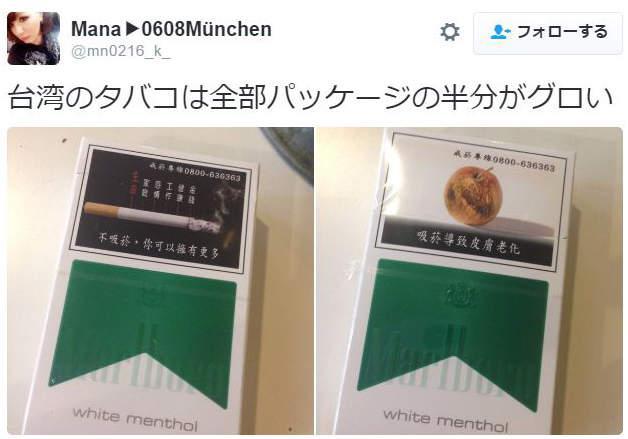 Mana▶0608München
@mn0216_k_
フォローする
台湾のタバコは全部パッケージの半分がグロい
戒菸專線0800-636363
不吸菸，你可以擁有更多
white menthol
戒菸專線0800-636363
吸菸導致皮膚老化
white menthol